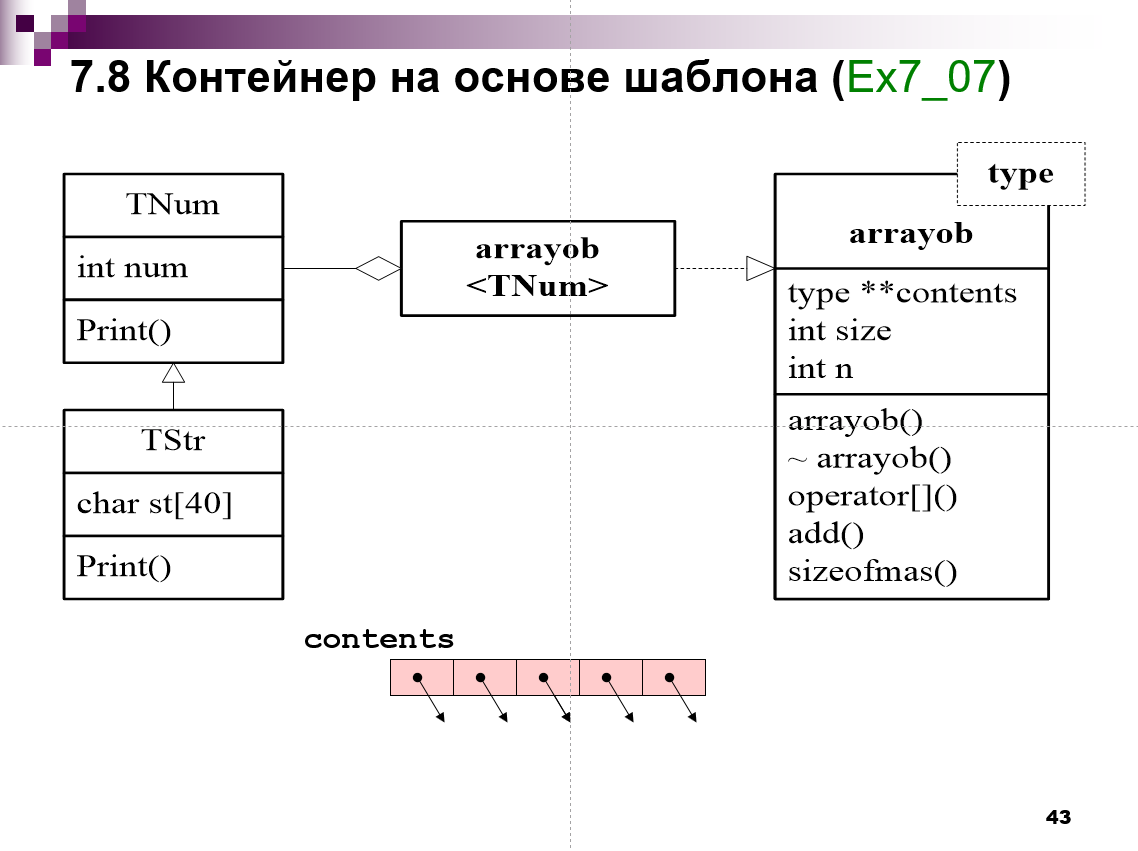 7.8 Контейнер на основе шаблона (Ex7_07)
TNum
int num
Print()
TStr
char st[40]
Print()
arrayob
<TNum>
type
arrayob
type **contents
int size
int n
arrayob()
~ arrayob()
operator[]()
add()
sizeofmas()
contents
43